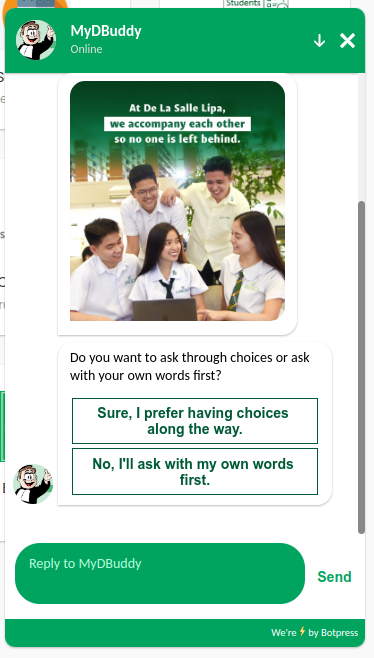 Students
MyDBuddy
Online
At De La Salle Lipa,
we accompany each other
so no one is left behind.
Do you want to ask through choices or ask
with your own words first?
Sure, I prefer having choices
along the way.
No, I'll ask with my own words
first.
Reply to MyDBuddy
Send
We're ⚡ by Botpress